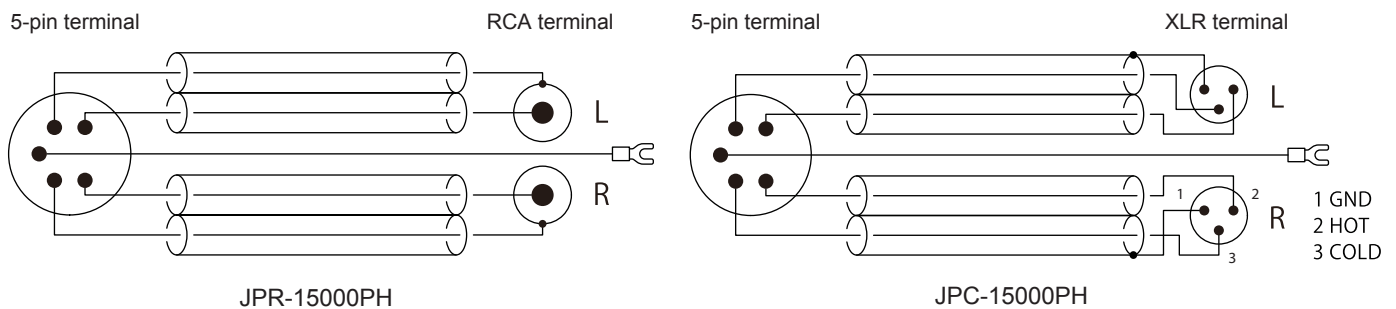 5-pin terminal
RCA terminal
L
R
JPR-15000PH
5-pin terminal
XLR terminal
L
1
2
R
3
1 GND
2 HOT
3 COLD
JPC-15000PH